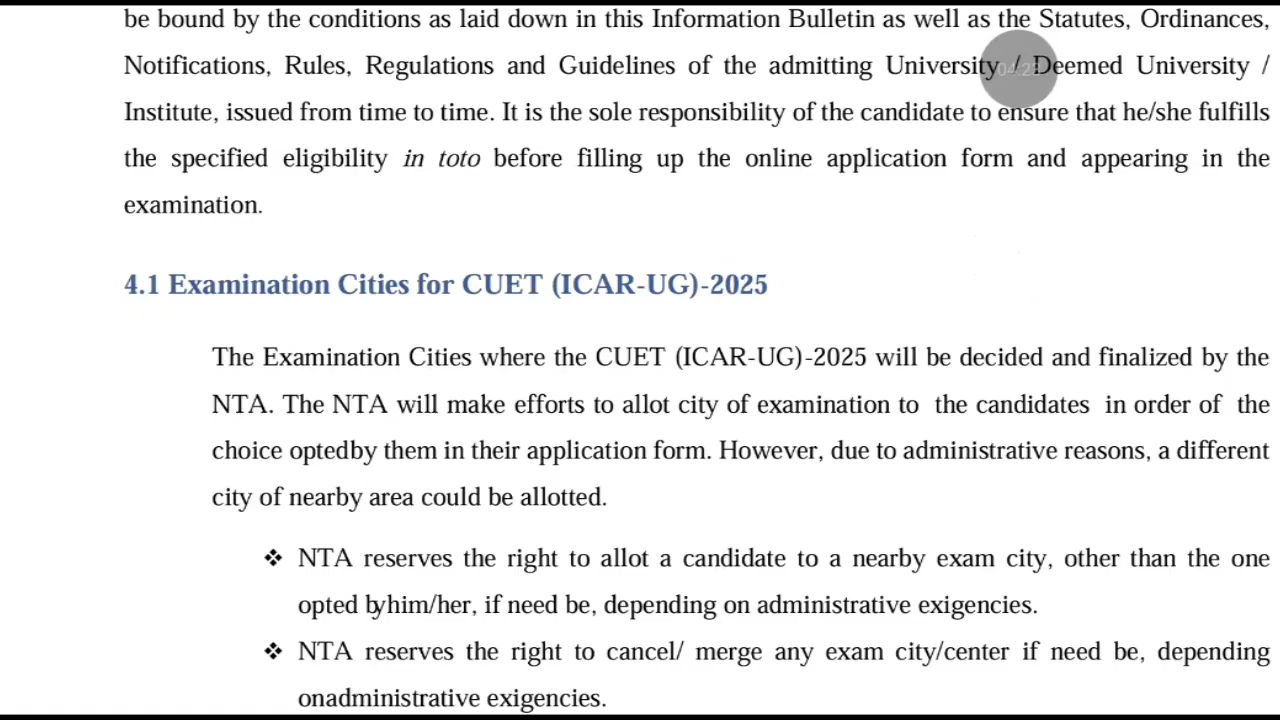 be bound by the conditions as laid down in this Information Bulletin as well as the Statutes, Ordinances,
Notifications, Rules, Regulations and Guidelines of the admitting University / Deemed University /
Institute, issued from time to time. It is the sole responsibility of the candidate to ensure that he/she fulfills
the specified eligibility in toto before filling up the online application form and appearing in the
examination.
4.1 Examination Cities for CUET (ICAR-UG)-2025
The Examination Cities where the CUET (ICAR-UG)-2025 will be decided and finalized by the
NTA. The NTA will make efforts to allot city of examination to the candidates in order of the
choice optedby them in their application form. However, due to administrative reasons, a different
city of nearby area could be allotted.
❖ NTA reserves the right to allot a candidate to a nearby exam city, other than the one
opted byhim/her, if need be, depending on administrative exigencies.
❖ NTA reserves the right to cancel/ merge any exam city/center if need be, depending
onadministrative exigencies.